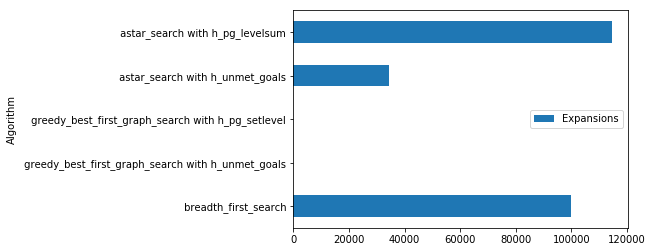 astar_search with h_pg_levelsum
astar_search with h_unmet_goals
greedy_best_first_graph_search with h_pg_setlevel
greedy_best_first_graph_search with h_unmet_goals
breadth_first_search
Algorithm
Expansions
0 20000 40000 60000 80000 100000 120000